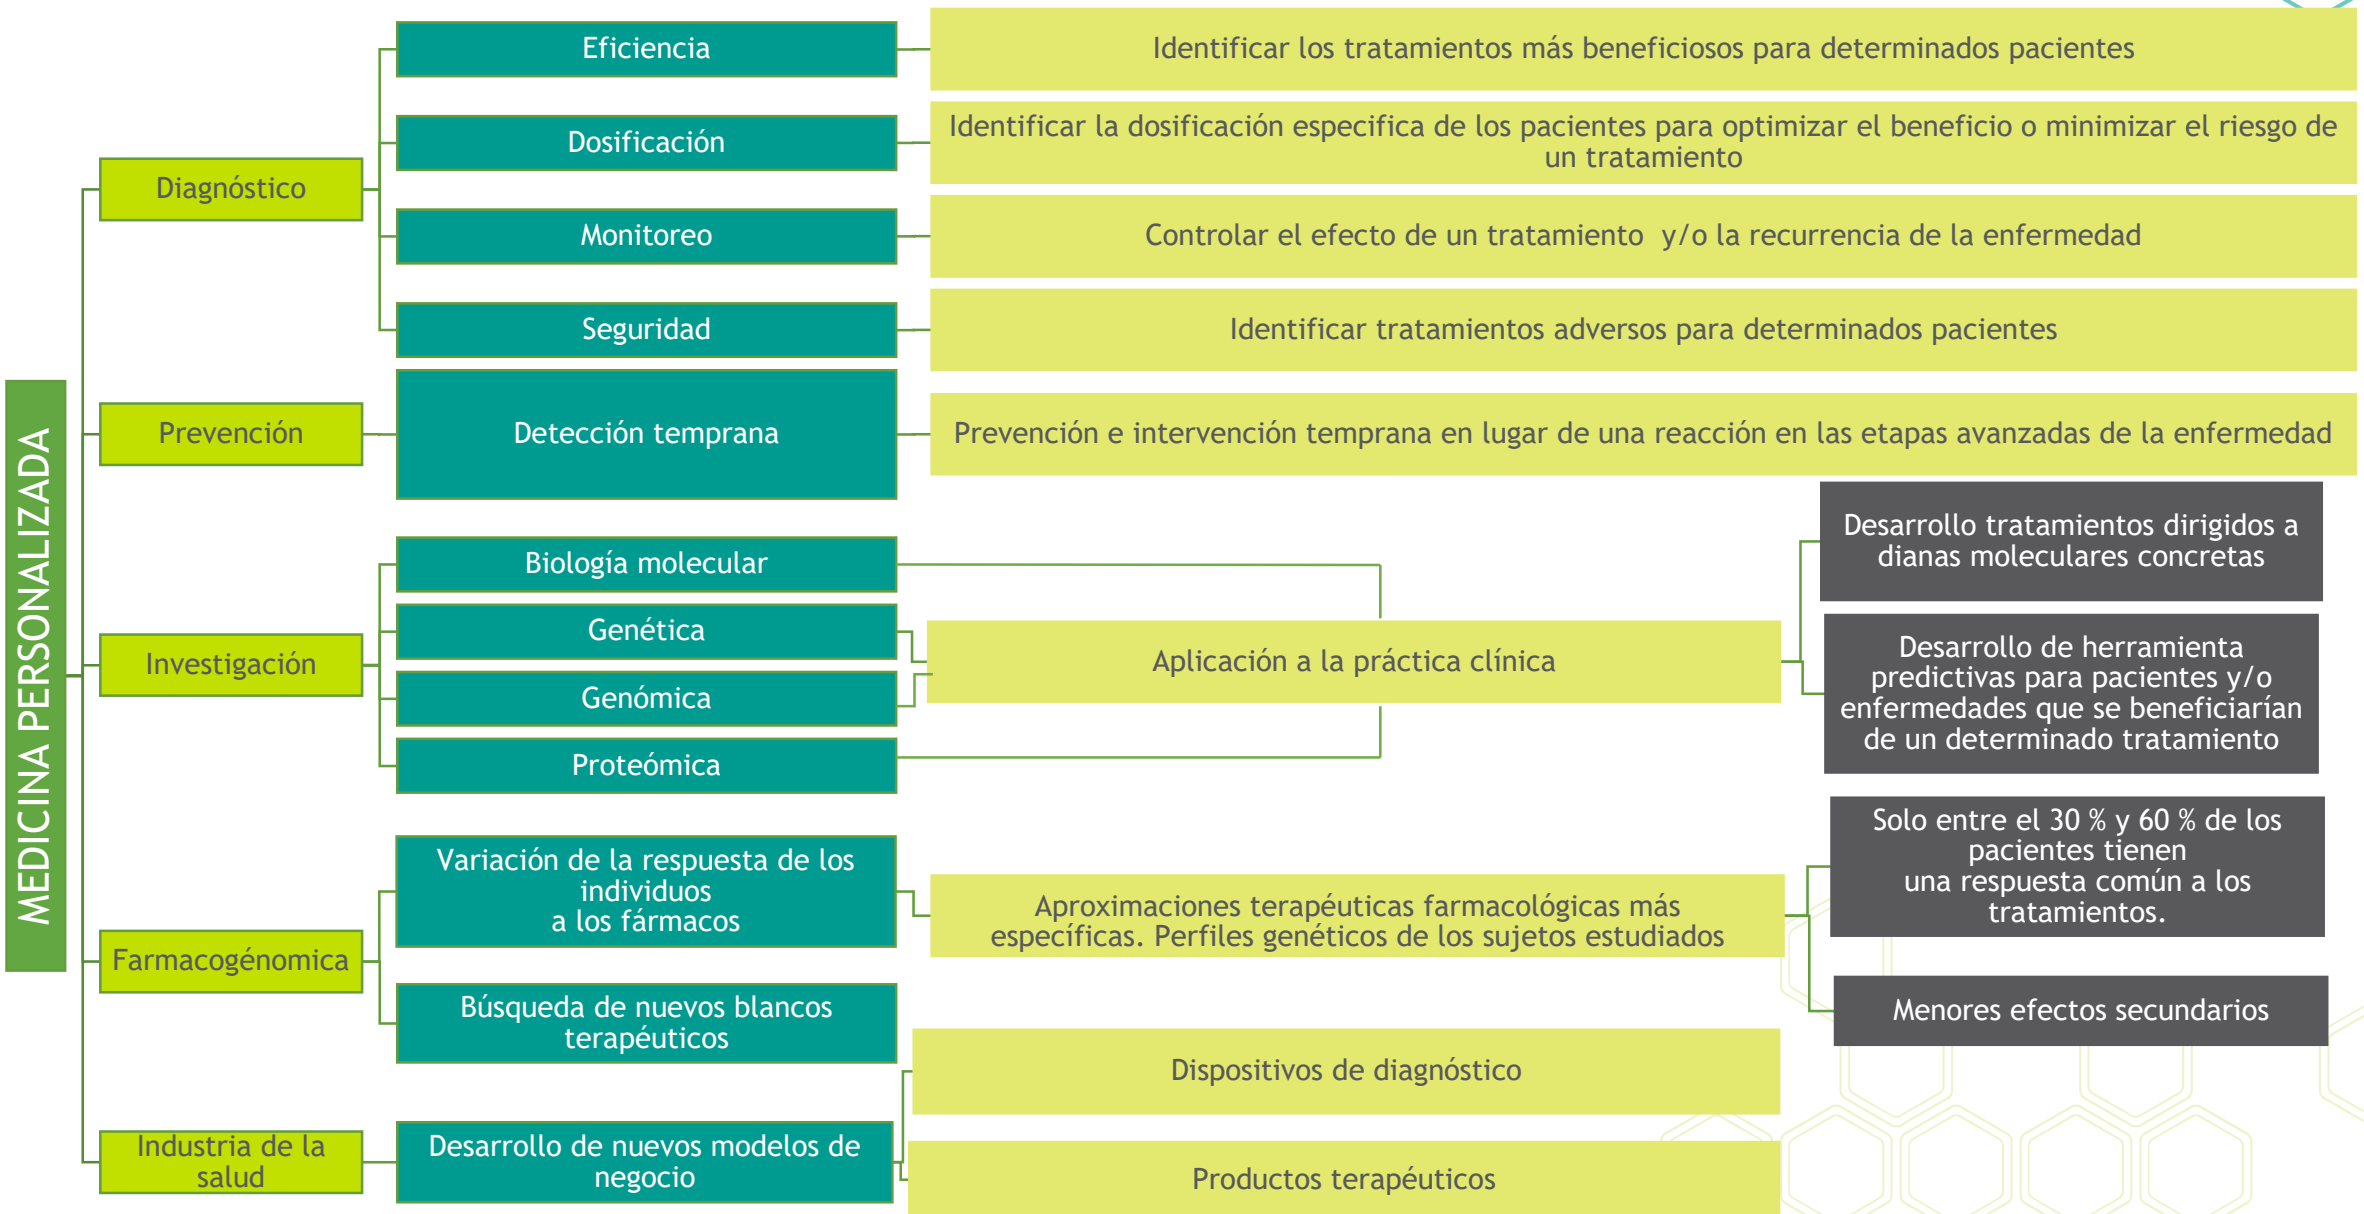 MEDICINA PERSONALIZADA
Diagnóstico
Eficiencia
Identificar los tratamientos más beneficiosos para determinados pacientes
Dosificación
Identificar la dosificación especifica de los pacientes para optimizar el beneficio o minimizar el riesgo de
un tratamiento
Monitoreo
Controlar el efecto de un tratamiento  y/o la recurrencia de la enfermedad
Seguridad
Identificar tratamientos adversos para determinados pacientes
Prevención
Detección temprana
Prevención e intervención temprana en lugar de una reacción en las etapas avanzadas de la enfermedad
Investigación
Biología molecular
Genética
Genómica
Proteómica
Aplicación a la práctica clínica
Desarrollo tratamientos dirigidos a
dianas moleculares concretas
Desarrollo de herramienta
predictivas para pacientes y/o
enfermedades que se beneficiarían
de un determinado tratamiento
Farmacogénomica
Variación de la respuesta de los
individuos
a los fármacos
Búsqueda de nuevos blancos
terapéuticos
Aproximaciones terapéuticas farmacológicas más
específicas. Perfiles genéticos de los sujetos estudiados
Solo entre el 30 % y 60 % de los
pacientes tienen
una respuesta común a los
tratamientos.
Menores efectos secundarios
Industria de la
salud
Desarrollo de nuevos modelos de
negocio
Dispositivos de diagnóstico
Productos terapéuticos